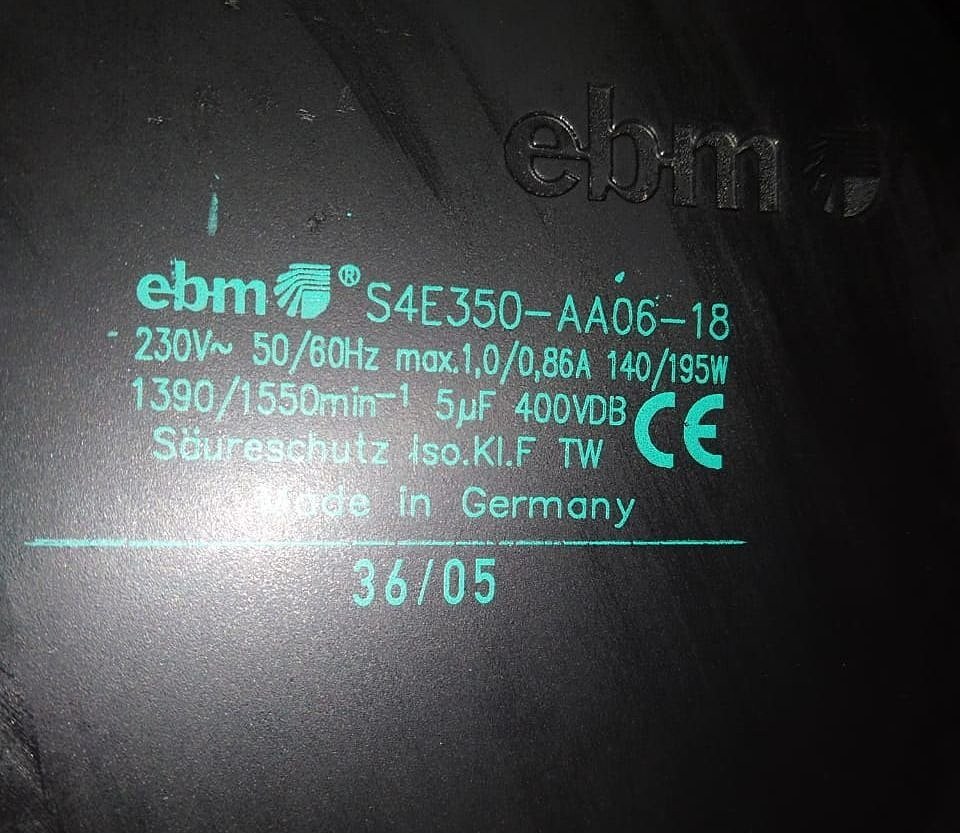 ebm
ebm® S4E350-AA06-18
230V~ 50/60Hz max.1,0/0,86A 140/195W
1390/1550min⁻¹ 5µF 400VDB CE
Säureschutz Iso.Kl.F TW
Made in Germany
36/05